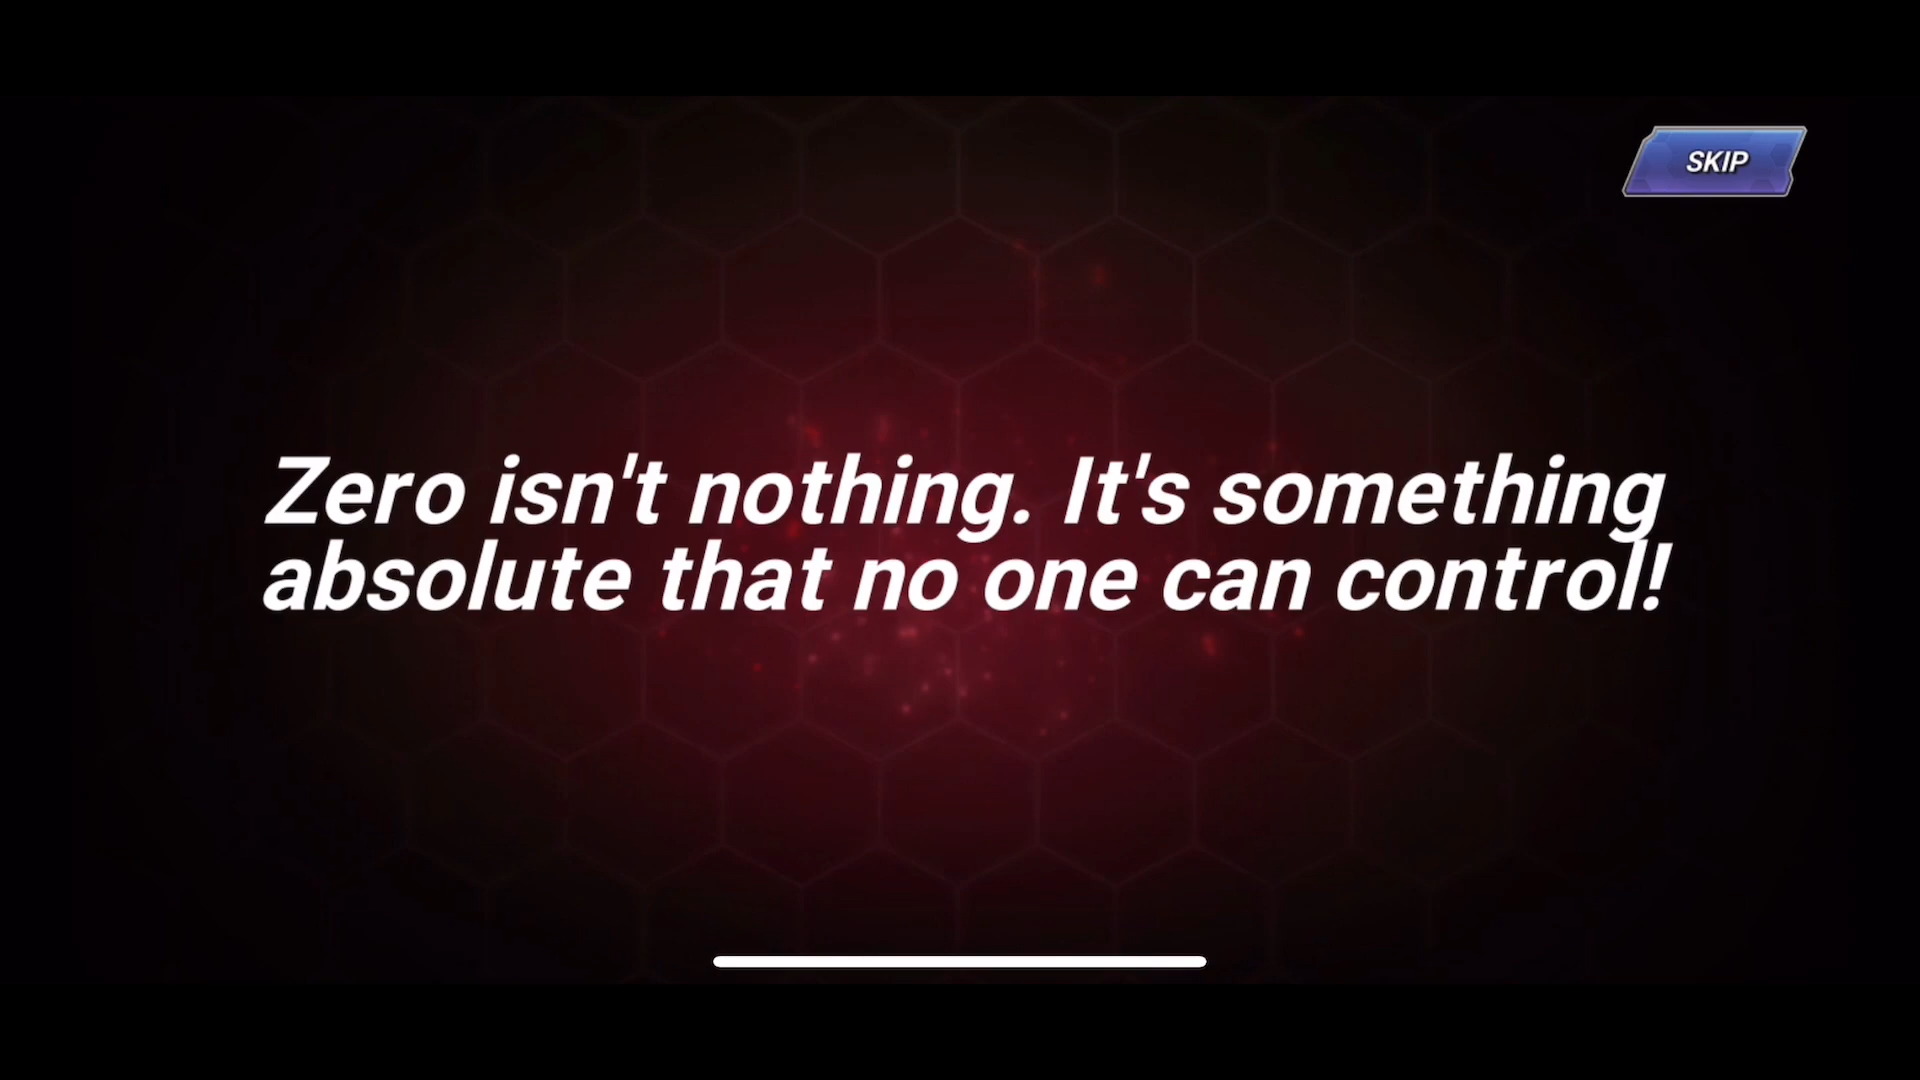 SKIP
Zero isn't nothing. It's something
absolute that no one can control!